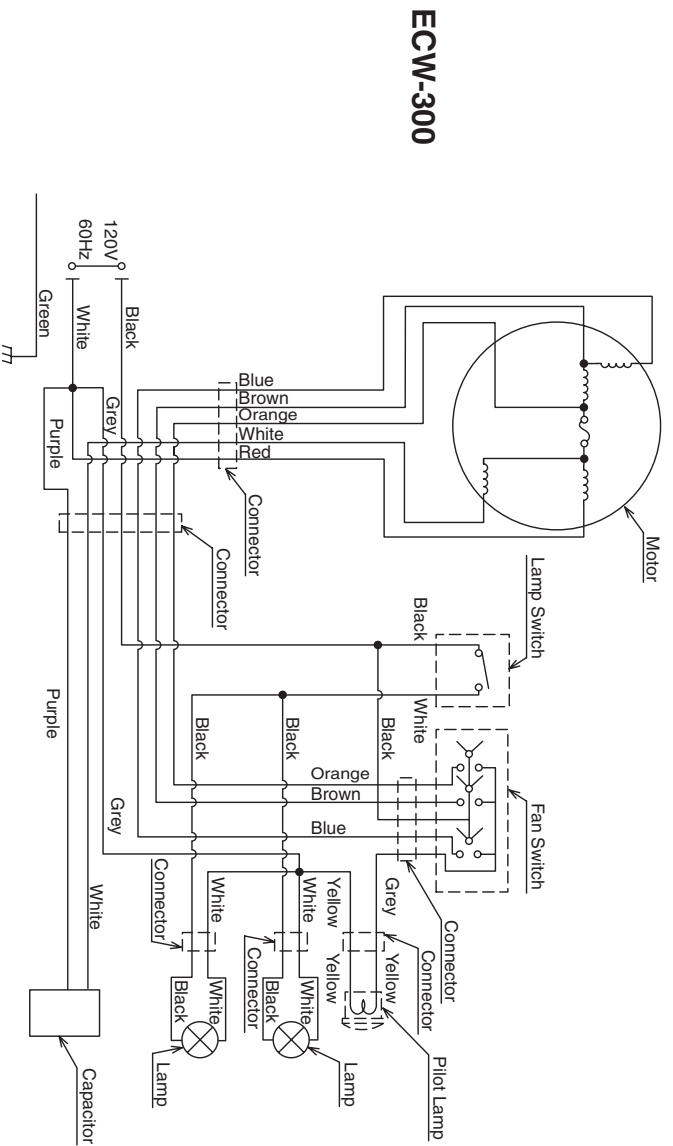 ECW-300
Motor
Lamp Switch
Fan Switch
Connector
Connector
Pilot Lamp
Lamp
Lamp
Capacitor
Connector
Connector
Connector
Connector
Blue
Brown
Orange
White
Red
120V
60Hz
Black
White
Green
Grey
Purple
Purple
Black
White
Black
Black
Black
Orange
Brown
Blue
Grey
Yellow
Yellow
Yellow
White
White
White
White
Black
Black
Grey
White